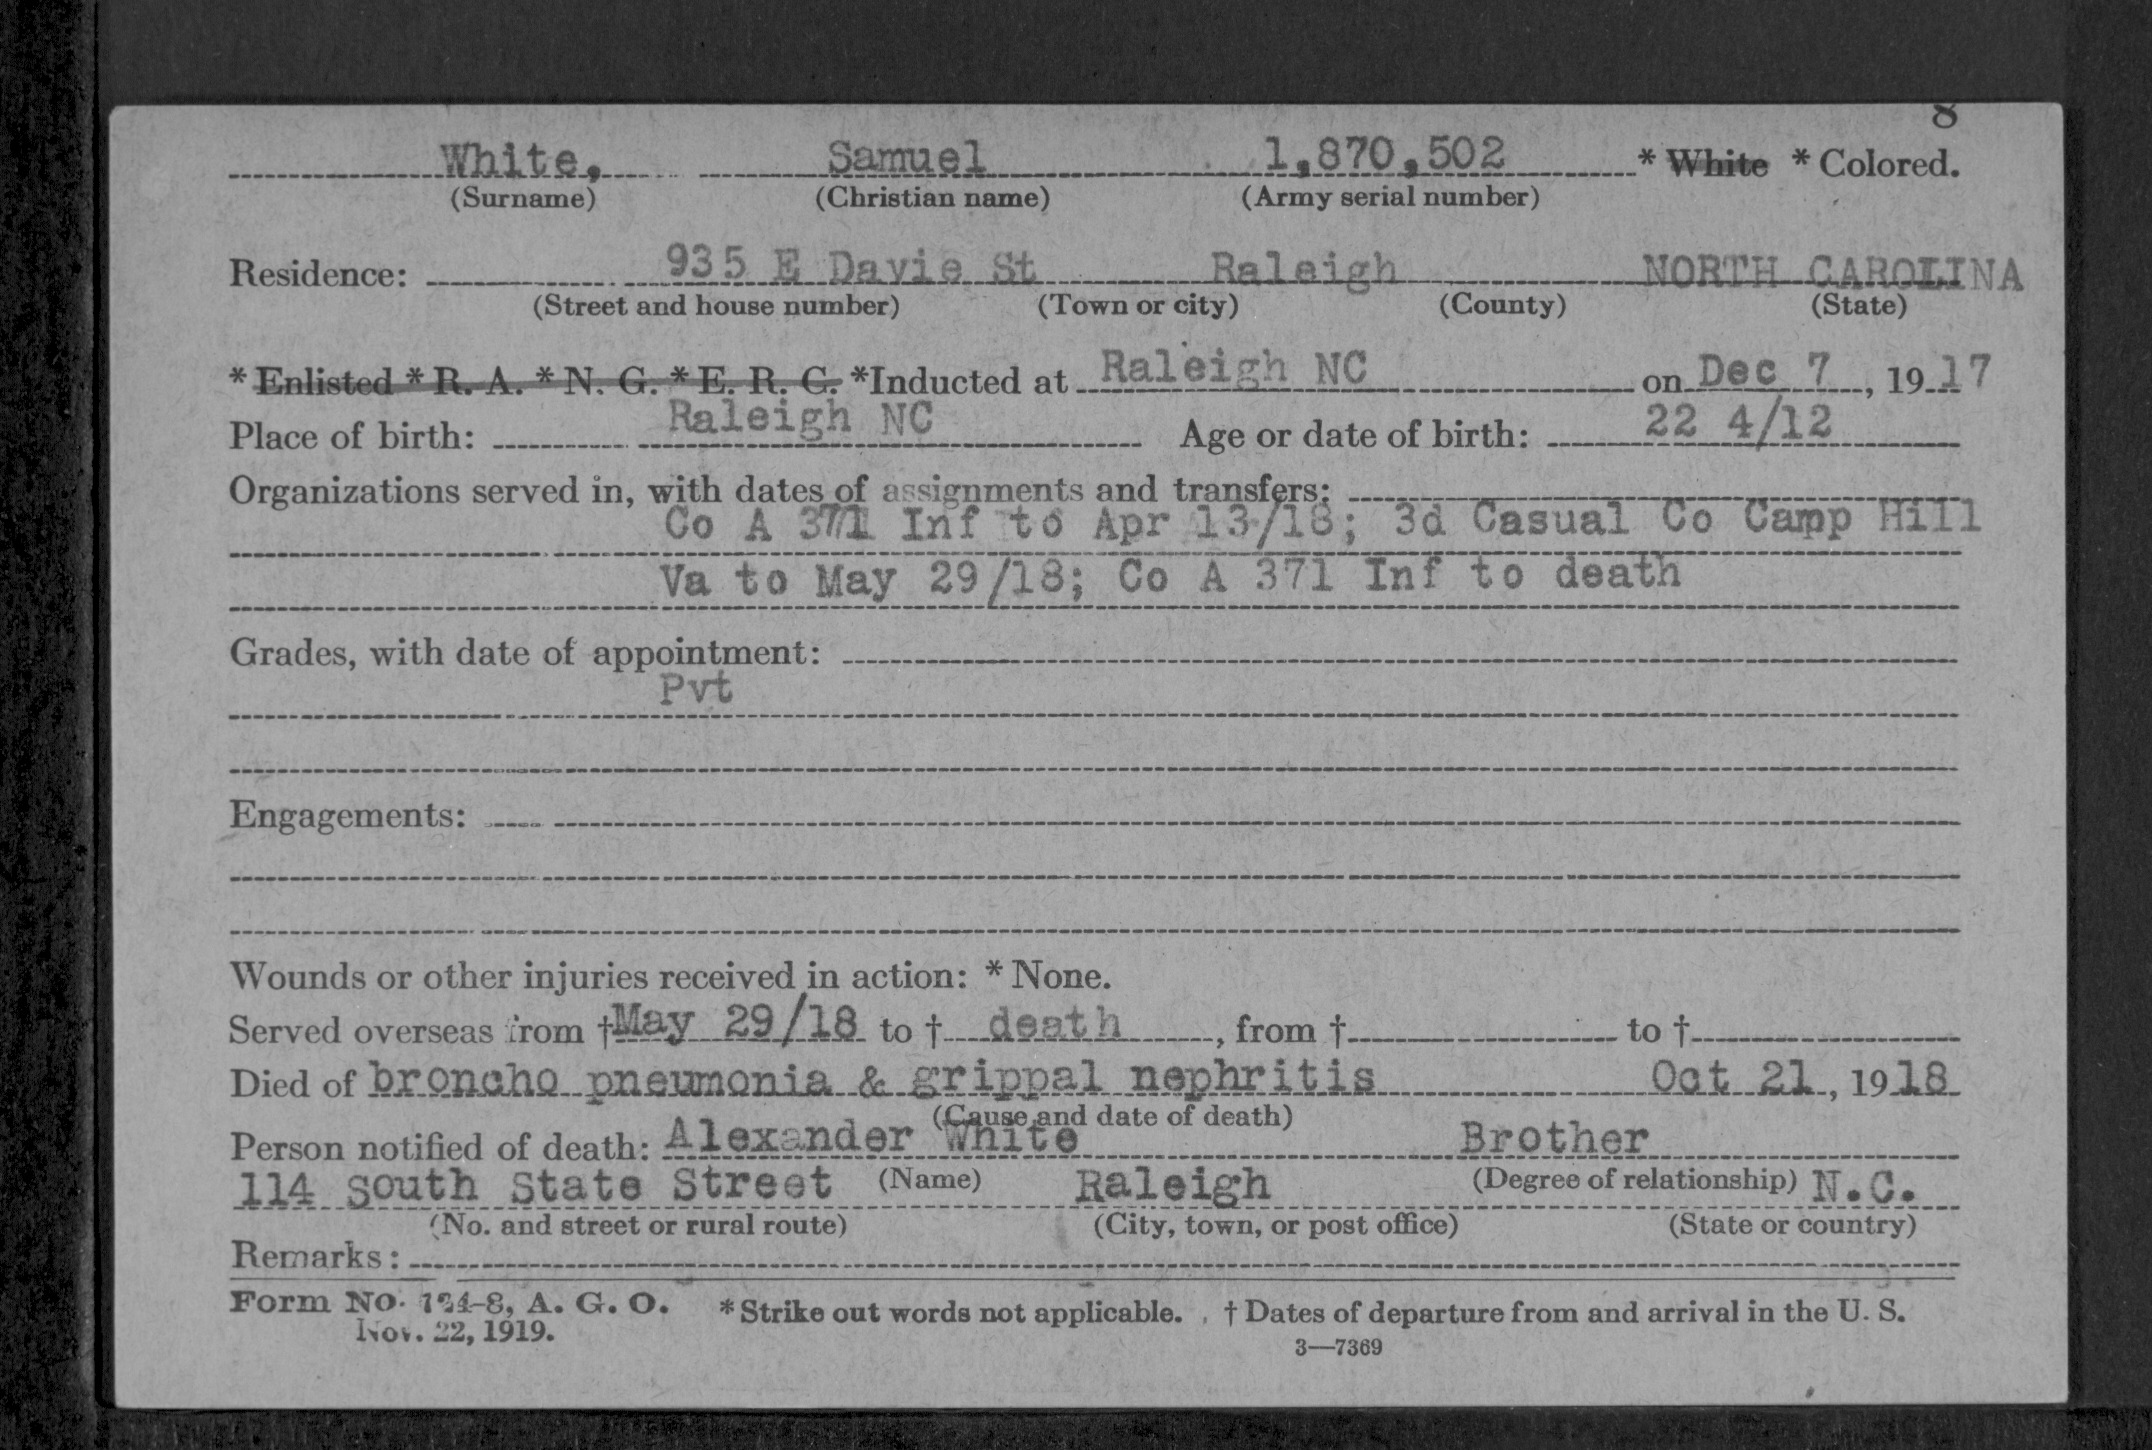 8
White, Samuel 1,870,502 * White * Colored.
(Surname) (Christian name) (Army serial number)
Residence: 935 E Davie St Raleigh NORTH CAROLINA
(Street and house number) (Town or city) (County) (State)
* Enlisted * R. A. * N. G. * E. R. C. *Inducted at Raleigh NC on Dec 7, 1917
Place of birth: Raleigh NC Age or date of birth: 22 4/12
Organizations served in, with dates of assignments and transfers:
Co A 371 Inf to Apr 13/18; 3d Casual Co Camp Hill
Va to May 29/18; Co A 371 Inf to death
Grades, with date of appointment:
Pvt
Engagements:
Wounds or other injuries received in action: * None.
Served overseas from †May 29/18 to † death, from † to †
Died of broncho pneumonia & grippal nephritis Oct 21, 1918
(Cause and date of death)
Person notified of death: Alexander White Brother
(Name) (Degree of relationship)
114 south State Street Raleigh N.C.
(No. and street or rural route) (City, town, or post office) (State or country)
Remarks:
Form No. 724-8, A. G. O. * Strike out words not applicable. † Dates of departure from and arrival in the U. S.
Nov. 22, 1919. 3—7369